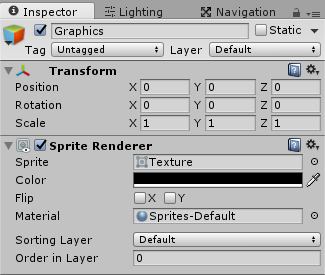 Inspector Lighting Navigation
Graphics Static
Tag Untagged Layer Default
Transform
Position X 0 Y 0 Z 0
Rotation X 0 Y 0 Z 0
Scale X 1 Y 1 Z 1
Sprite Renderer
Sprite Texture
Color
Flip X Y
Material Sprites-Default
Sorting Layer Default
Order in Layer 0